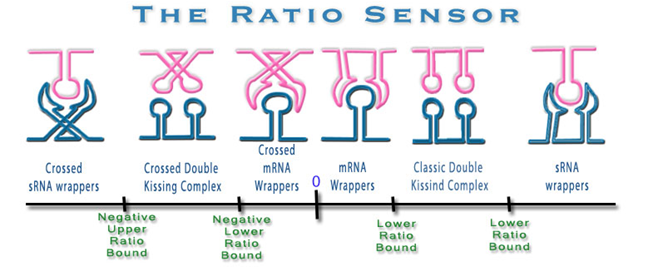 THE RATIO SENSOR
Crossed
sRNA wrappers
Crossed Double
Kissing Complex
Crossed
mRNA
Wrappers
0
mRNA
Wrappers
Classic Double
Kissind Complex
sRNA
wrappers
Negative
Upper
Ratio
Bound
Negative
Lower
Ratio
Bound
Lower
Ratio
Bound
Lower
Ratio
Bound